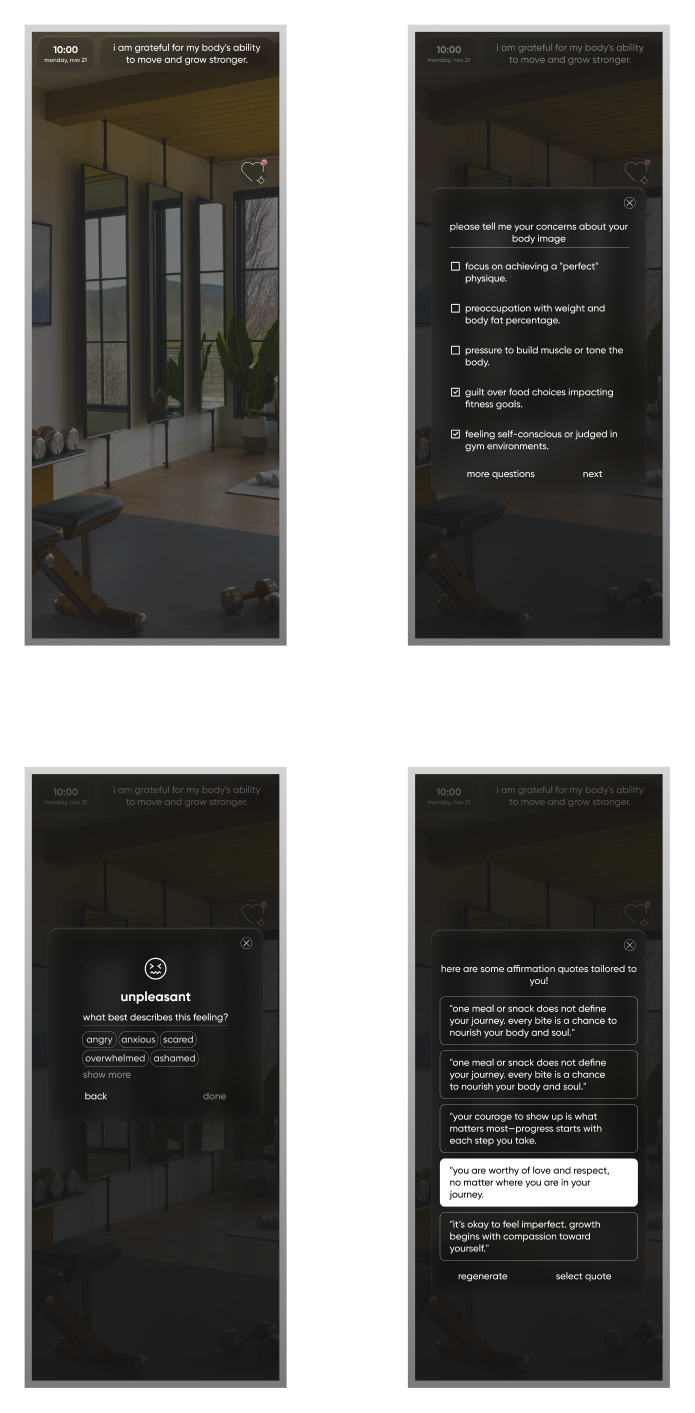 10:00
monday, nov 21
i am grateful for my body's ability
to move and grow stronger.
10:00
monday, nov 21
i am grateful for my body's ability
to move and grow stronger.
please tell me your concerns about your
body image
focus on achieving a "perfect"
physique.
preoccupation with weight and
body fat percentage.
pressure to build muscle or tone the
body.
guilt over food choices impacting
fitness goals.
feeling self-conscious or judged in
gym environments.
more questions
next
10:00
monday, nov 21
i am grateful for my body's ability
to move and grow stronger.
unpleasant
what best describes this feeling?
angry
anxious
scared
overwhelmed
ashamed
show more
back
done
10:00
monday, nov 21
i am grateful for my body's ability
to move and grow stronger.
here are some affirmation quotes tailored to
you!
"one meal or snack does not define
your journey. every bite is a chance to
nourish your body and soul."
"one meal or snack does not define
your journey. every bite is a chance
to nourish your body and soul."
"your courage to show up is what
matters most—progress starts with
each step you take.
"you are worthy of love and respect,
no matter where you are in your
journey.
"it's okay to feel imperfect. growth
begins with compassion toward
yourself."
regenerate
select quote